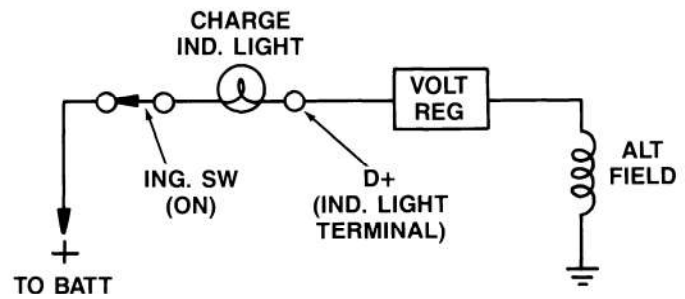 CHARGE
IND. LIGHT
VOLT
REG
ING. SW
(ON)
D+
(IND. LIGHT
TERMINAL)
ALT
FIELD
+
TO BATT